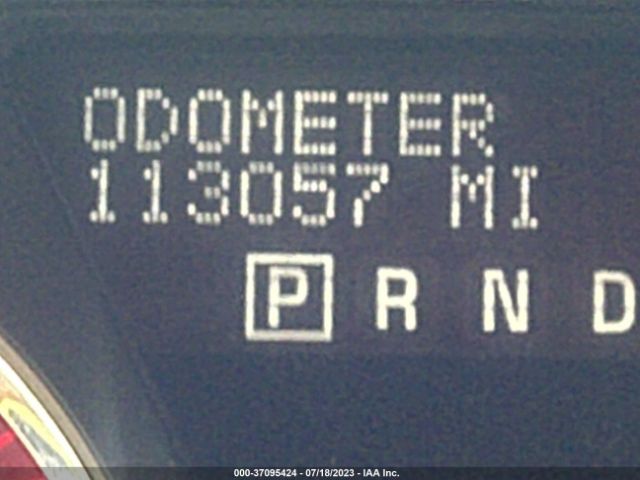 ODOMETER
113057 MI
P R N D
000-37095424 - 07/18/2023 - IAA Inc.